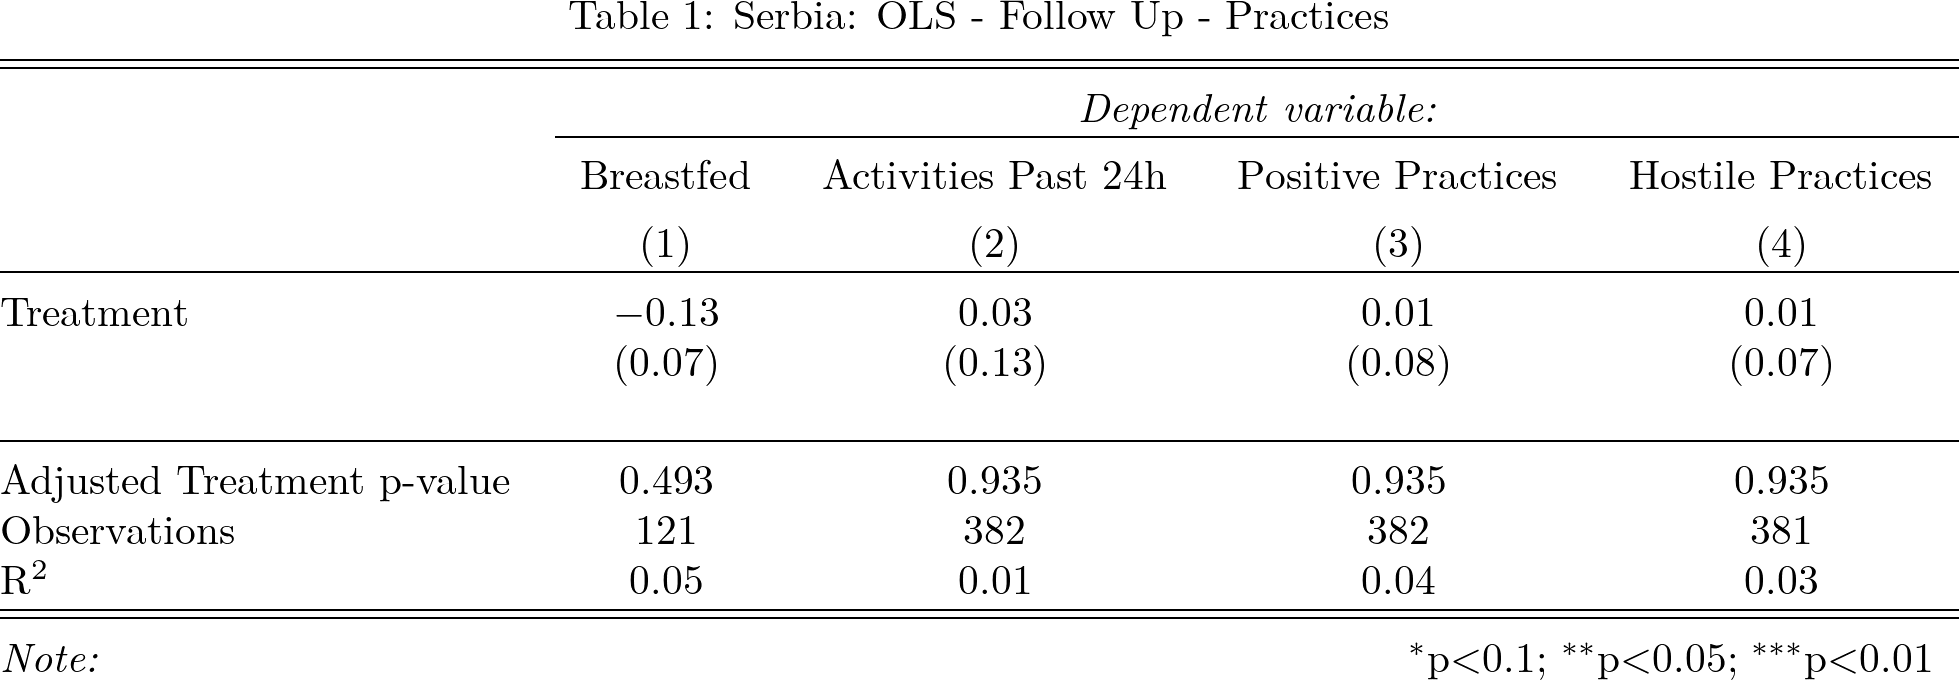 Table 1: Serbia: OLS - Follow Up - Practices
Dependent variable:
Breastfed Activities Past 24h Positive Practices Hostile Practices
(1) (2) (3) (4)
Treatment −0.13 0.03 0.01 0.01
(0.07) (0.13) (0.08) (0.07)
Adjusted Treatment p-value 0.493 0.935 0.935 0.935
Observations 121 382 382 381
R² 0.05 0.01 0.04 0.03
Note: *p<0.1; **p<0.05; ***p<0.01